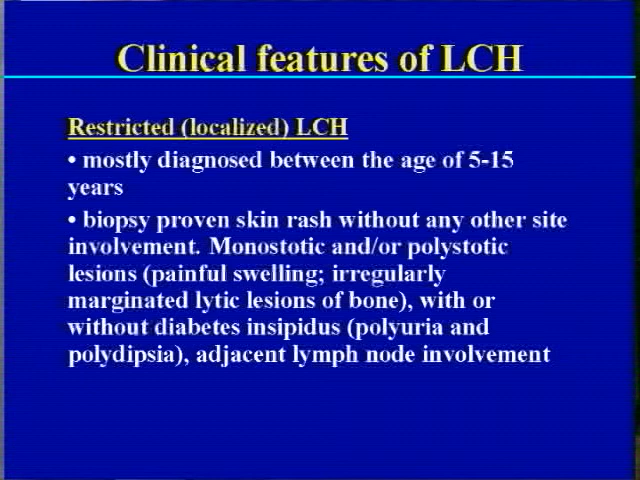 Clinical features of LCH
Restricted (localized) LCH
• mostly diagnosed between the age of 5-15
years
• biopsy proven skin rash without any other site
involvement. Monostotic and/or polystotic
lesions (painful swelling; irregularly
marginated lytic lesions of bone), with or
without diabetes insipidus (polyuria and
polydipsia), adjacent lymph node involvement